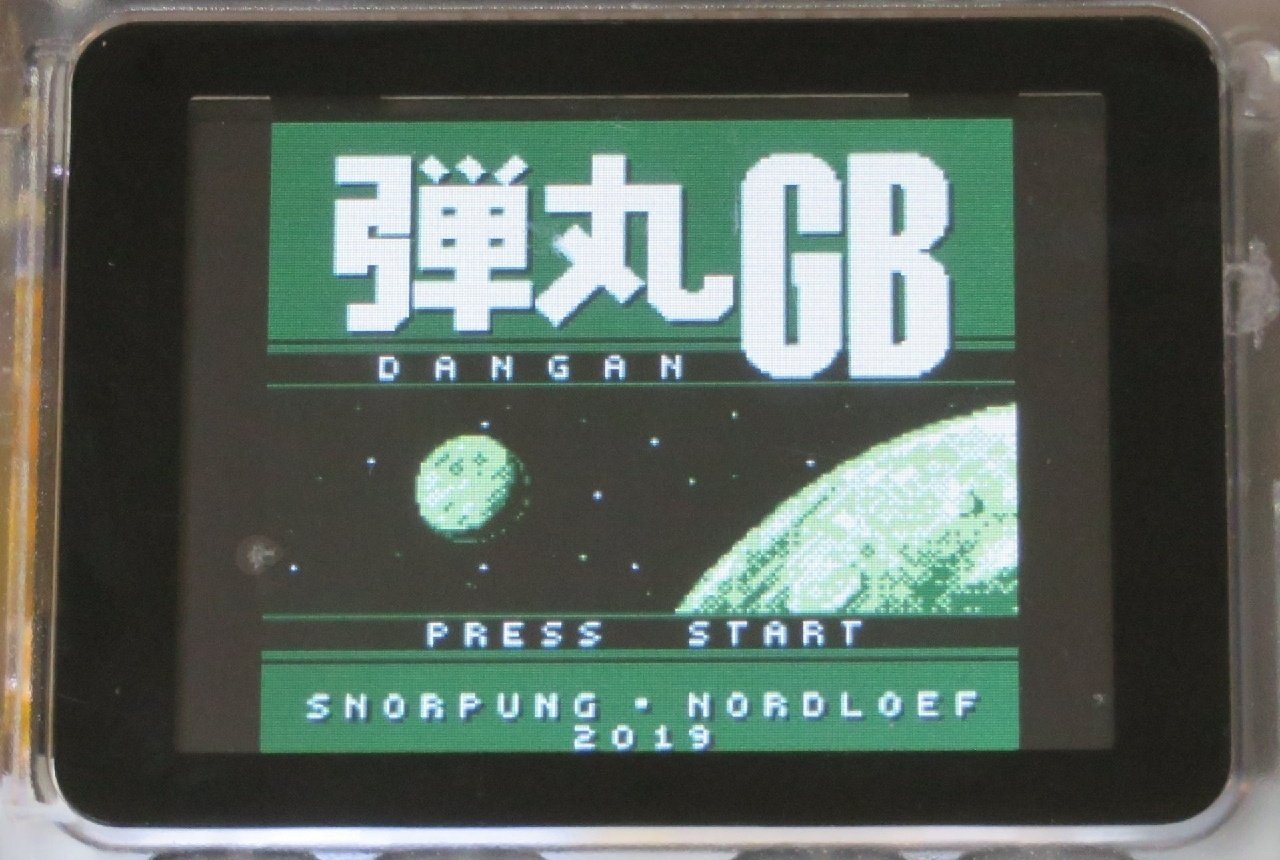 弾丸GB
DANGAN
PRESS START
SNORPUNG • NORDLOEF
2019